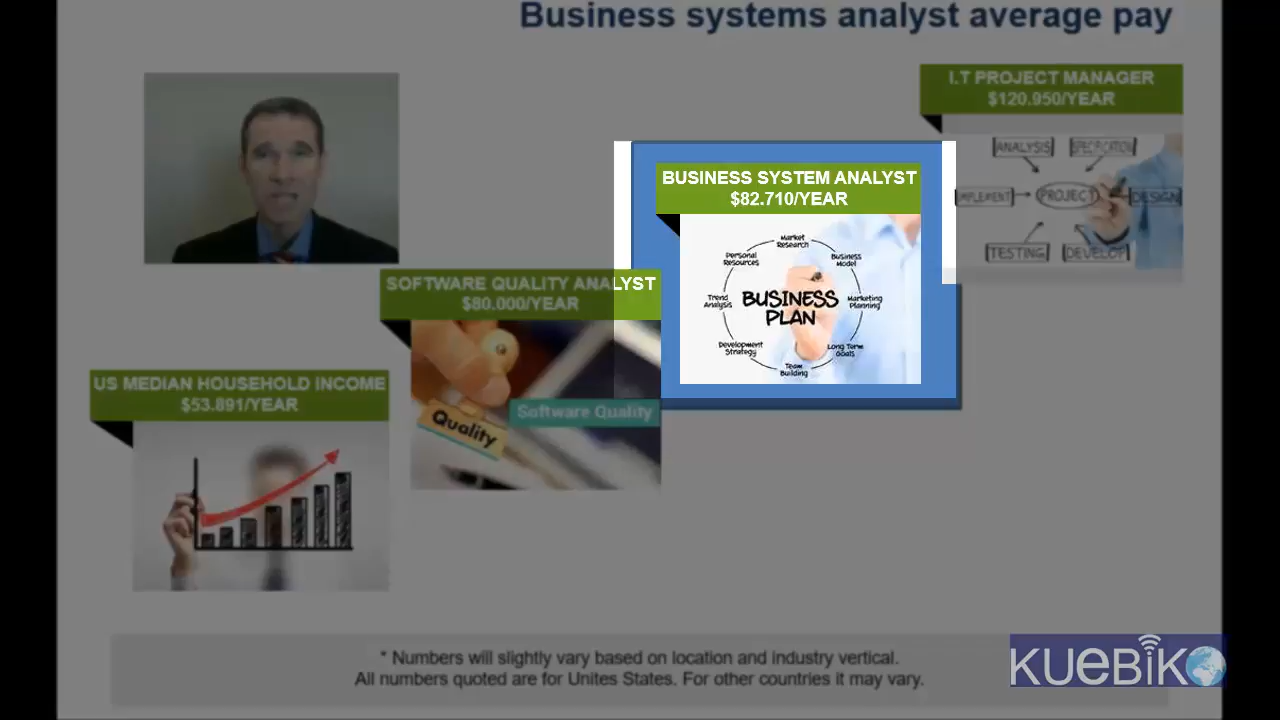 Business systems analyst average pay
I.T PROJECT MANAGER
$120.950/YEAR
ANALYSIS
SPECIFICATION
IMPLEMENT
PROJECT
DESIGN
TESTING
DEVELOP
BUSINESS SYSTEM ANALYST
$82.710/YEAR
Market
Research
Personal
Resources
Business
Model
Trend
Analysis
BUSINESS
PLAN
Marketing
Planning
Development
Strategy
Long Term
Goals
Team
Building
SOFTWARE QUALITY ANALYST
$80.000/YEAR
Software Quality
Quality
US MEDIAN HOUSEHOLD INCOME
$53.891/YEAR
* Numbers will slightly vary based on location and industry vertical.
All numbers quoted are for Unites States. For other countries it may vary.
KUEBIKO